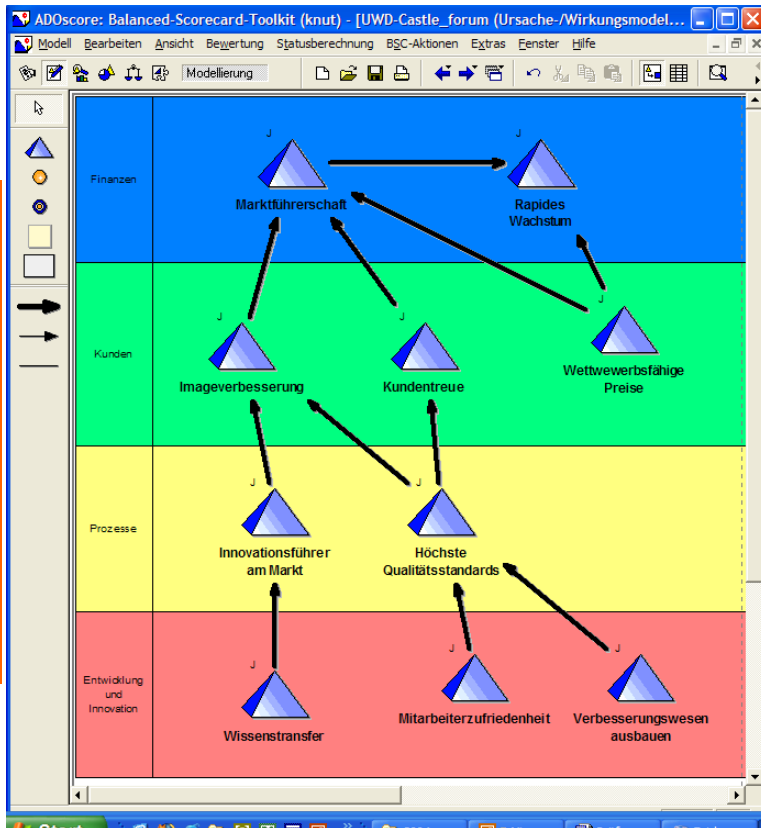 ADOscore: Balanced-Scorecard-Toolkit (knut) - [UWD-Castle_forum (Ursache-/Wirkungsmodel...
Modell Bearbeiten Ansicht Bewertung Statusberechnung BSC-Aktionen Extras Fenster Hilfe
Modellierung
Finanzen
J
J
Marktführerschaft
Rapides
Wachstum
Kunden
J
J
J
Imageverbesserung
Kundentreue
Wettwewerbsfähige
Preise
Prozesse
J
J
Innovationsführer
am Markt
Höchste
Qualitätsstandards
Entwicklung
und
Innovation
J
J
J
Wissenstransfer
Mitarbeiterzufriedenheit
Verbesserungswesen
ausbauen
Start